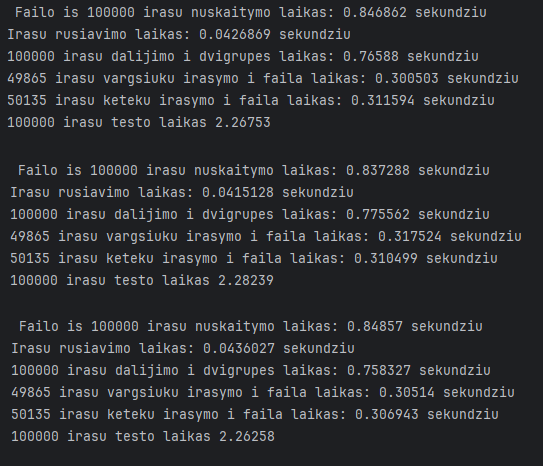 Failo is 100000 irasu nuskaitymo laikas: 0.846862 sekundziu
Irasu rusiavimo laikas: 0.0426869 sekundziu
100000 irasu dalijimo i dvigrupes laikas: 0.76588 sekundziu
49865 irasu vargsiuku irasymo i faila laikas: 0.300503 sekundziu
50135 irasu keteku irasymo i faila laikas: 0.311594 sekundziu
100000 irasu testo laikas 2.26753
Failo is 100000 irasu nuskaitymo laikas: 0.837288 sekundziu
Irasu rusiavimo laikas: 0.0415128 sekundziu
100000 irasu dalijimo i dvigrupes laikas: 0.775562 sekundziu
49865 irasu vargsiuku irasymo i faila laikas: 0.317524 sekundziu
50135 irasu keteku irasymo i faila laikas: 0.310499 sekundziu
100000 irasu testo laikas 2.28239
Failo is 100000 irasu nuskaitymo laikas: 0.84857 sekundziu
Irasu rusiavimo laikas: 0.0436027 sekundziu
100000 irasu dalijimo i dvigrupes laikas: 0.758327 sekundziu
49865 irasu vargsiuku irasymo i faila laikas: 0.30514 sekundziu
50135 irasu keteku irasymo i faila laikas: 0.306943 sekundziu
100000 irasu testo laikas 2.26258